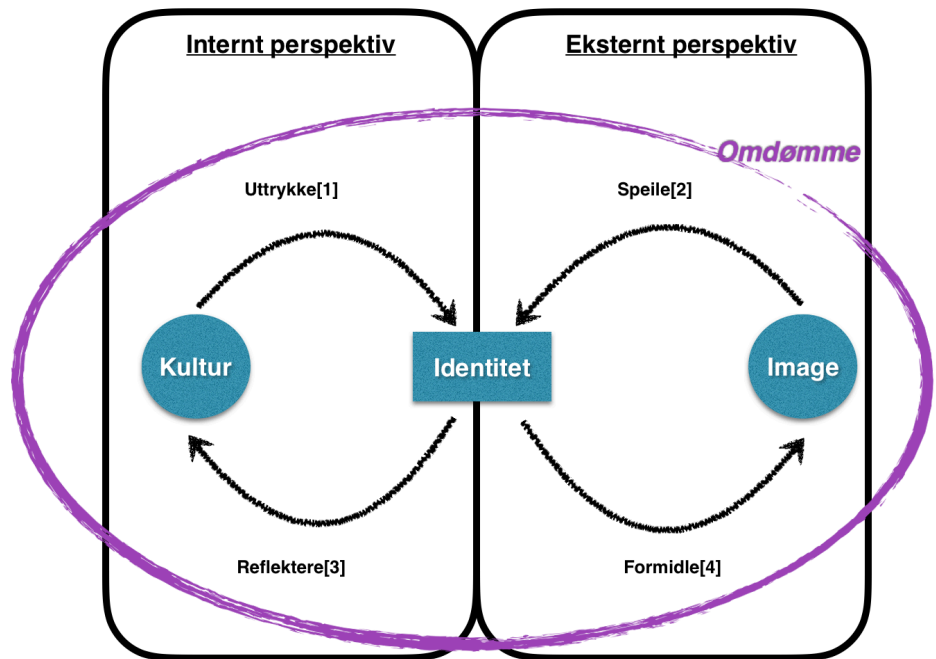 Internt perspektiv
Eksternt perspektiv
Omdømme
Uttrykke[1]
Speile[2]
Kultur
Identitet
Image
Reflektere[3]
Formidle[4]